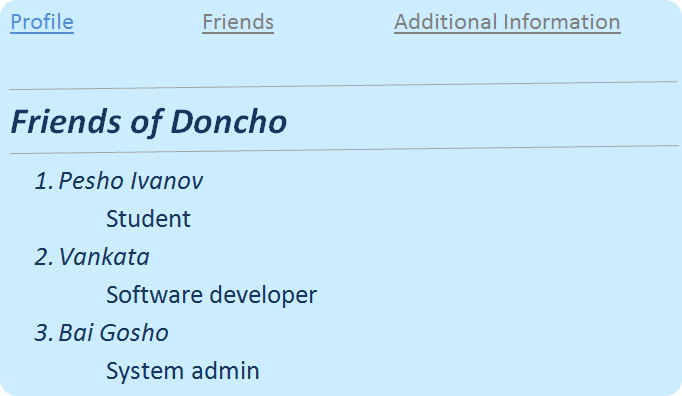 Profile Friends Additional Information
Friends of Doncho
1. Pesho Ivanov
Student
2. Vankata
Software developer
3. Bai Gosho
System admin